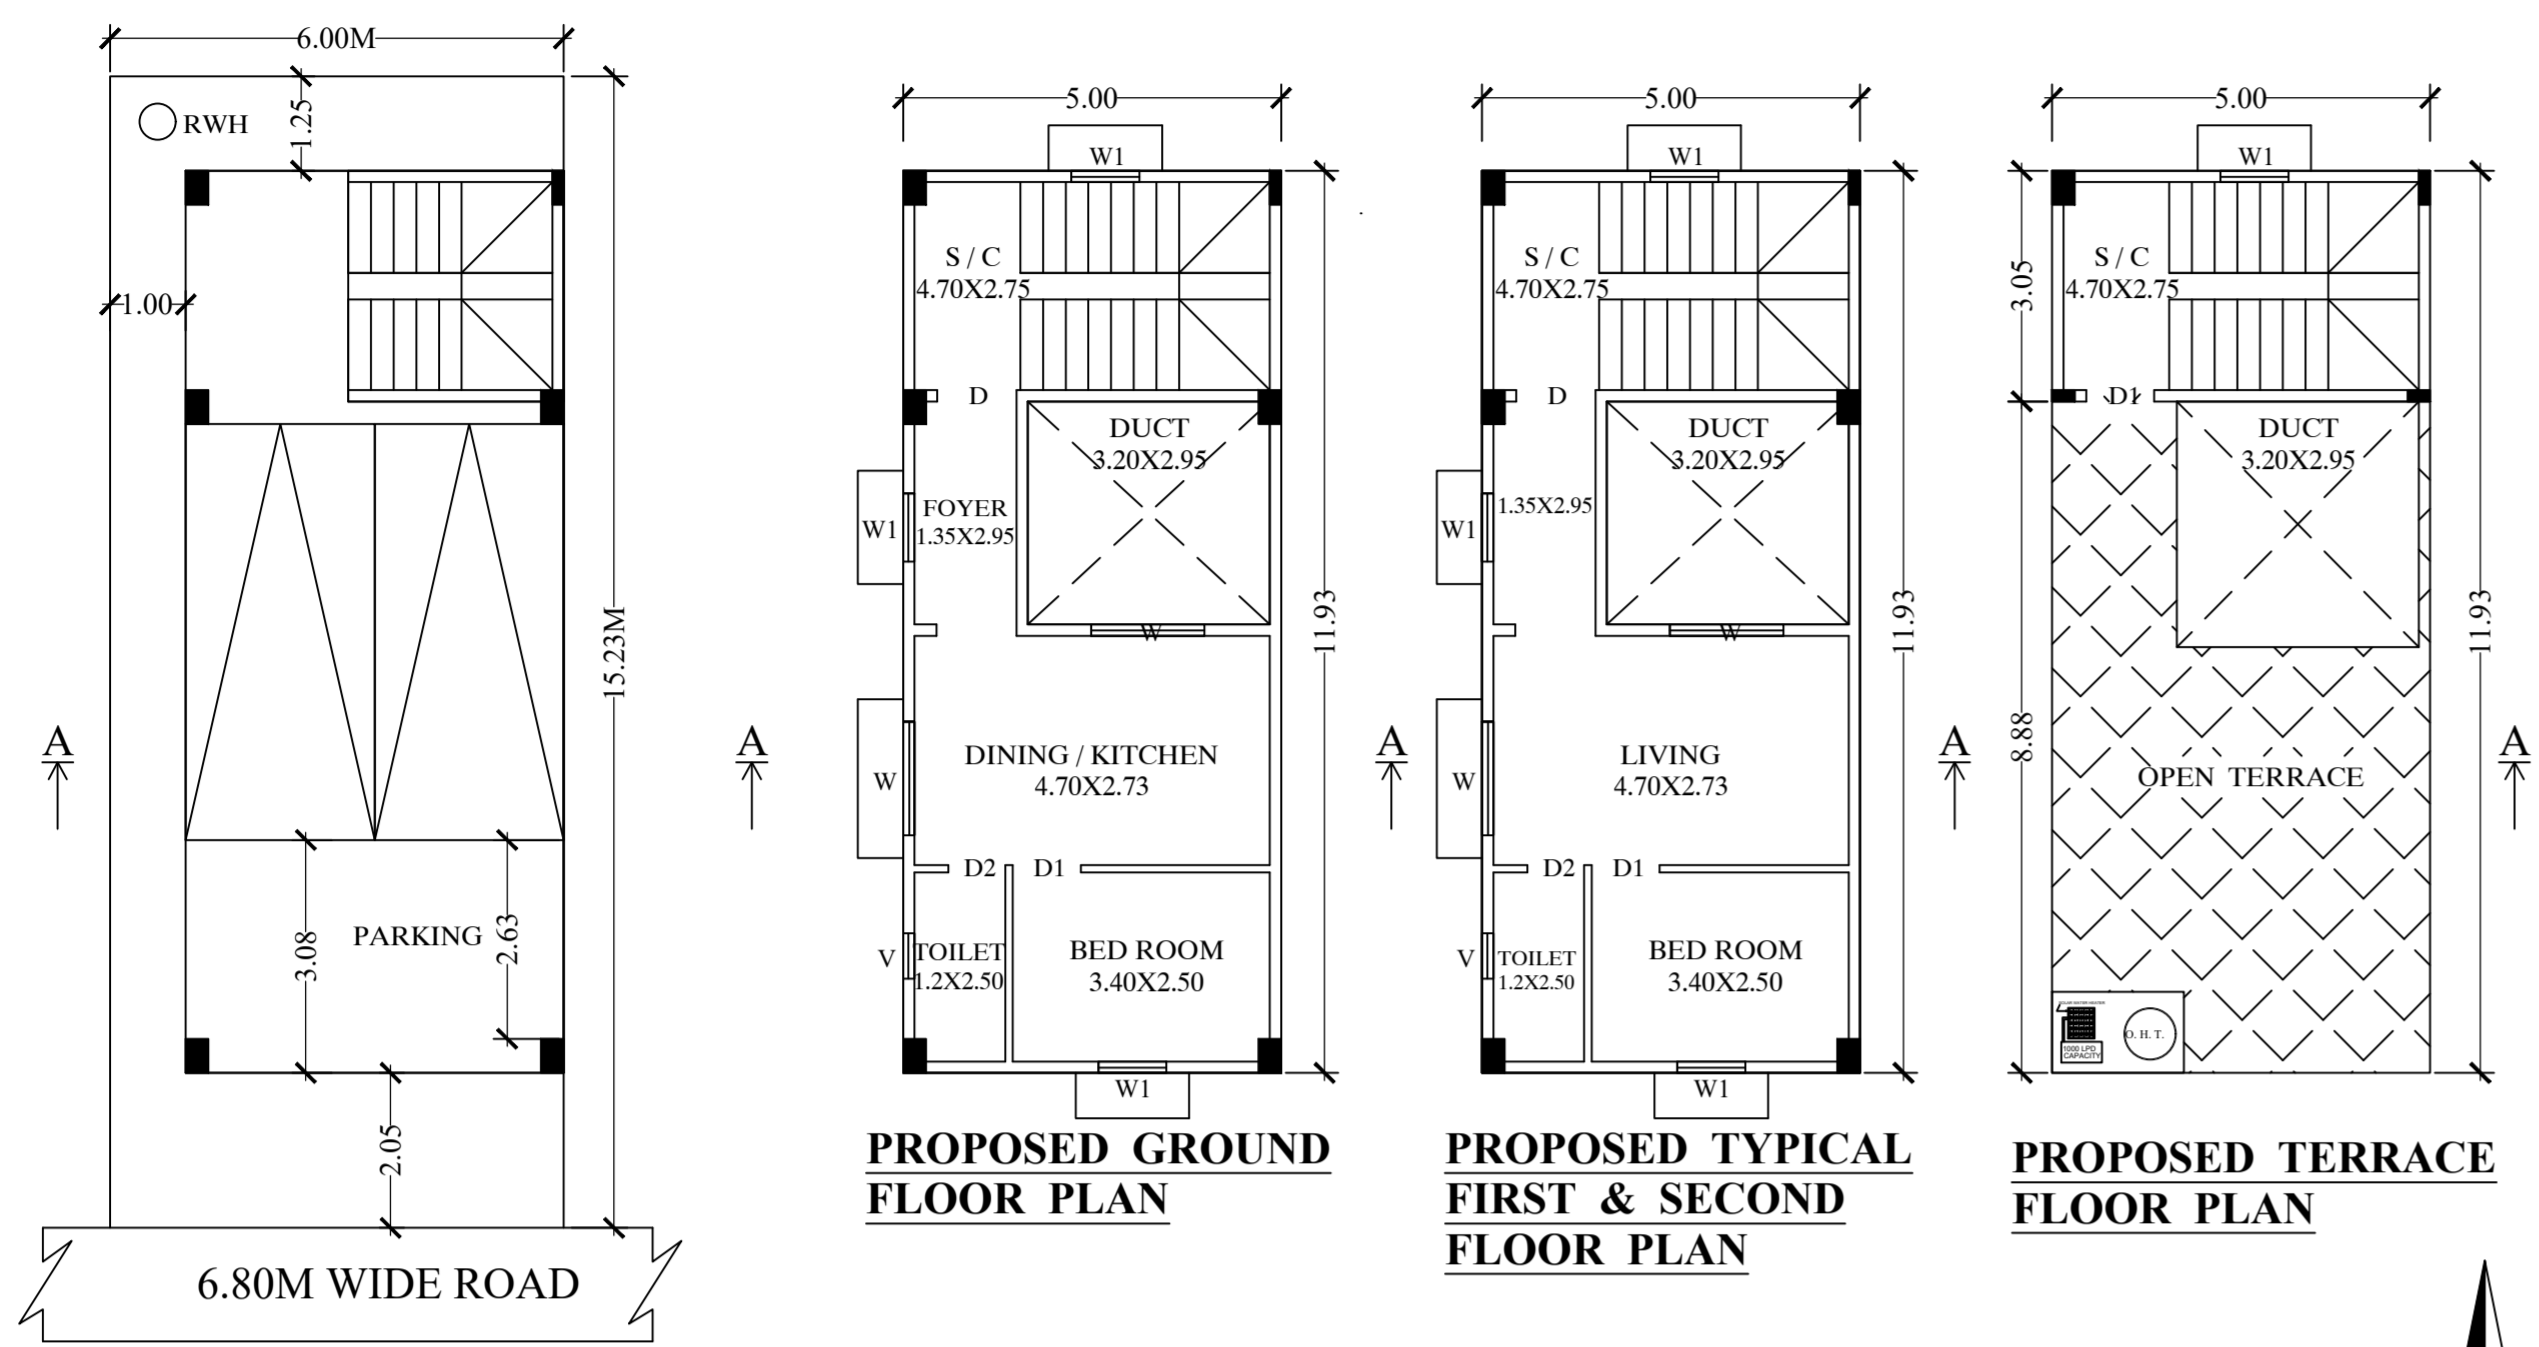 6.00M
1.25
RWH
1.00
15.23M
A
3.08
PARKING
2.63
2.05
6.80M WIDE ROAD
5.00
W1
S / C
4.70X2.75
D
DUCT
3.20X2.95
W1
FOYER
1.35X2.95
W
11.93
A
W
DINING / KITCHEN
4.70X2.73
D2
D1
V
TOILET
1.2X2.50
BED ROOM
3.40X2.50
W1
PROPOSED GROUND
FLOOR PLAN
5.00
W1
S / C
4.70X2.75
D
DUCT
3.20X2.95
W1
1.35X2.95
W
11.93
A
W
LIVING
4.70X2.73
D2
D1
V
TOILET
1.2X2.50
BED ROOM
3.40X2.50
W1
PROPOSED TYPICAL
FIRST & SECOND
FLOOR PLAN
5.00
W1
S / C
4.70X2.75
3.05
D1
DUCT
3.20X2.95
11.93
A
8.88
OPEN TERRACE
A
SOLAR WATER HEATER
1000 LPD
CAPACITY
O. H. T.
PROPOSED TERRACE
FLOOR PLAN